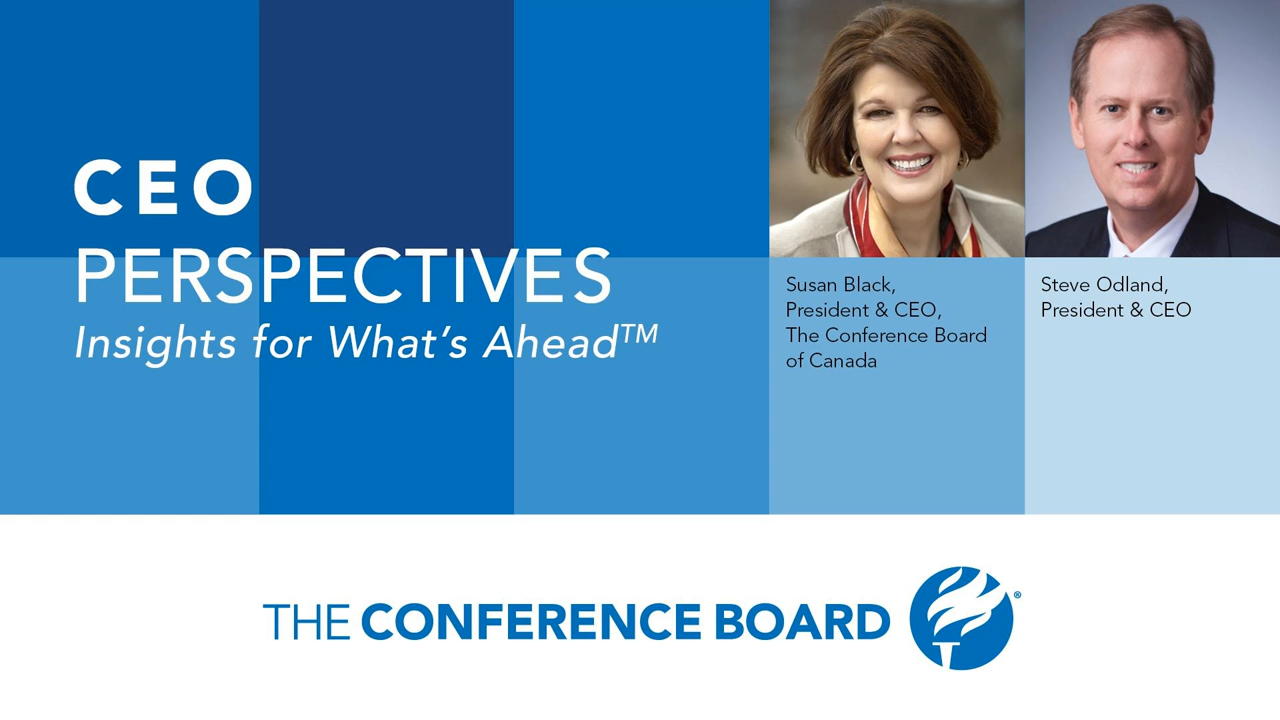 CEO
PERSPECTIVES
Insights for What's Ahead™
Susan Black,
President & CEO,
The Conference Board
of Canada
Steve Odland,
President & CEO
THE CONFERENCE BOARD ®